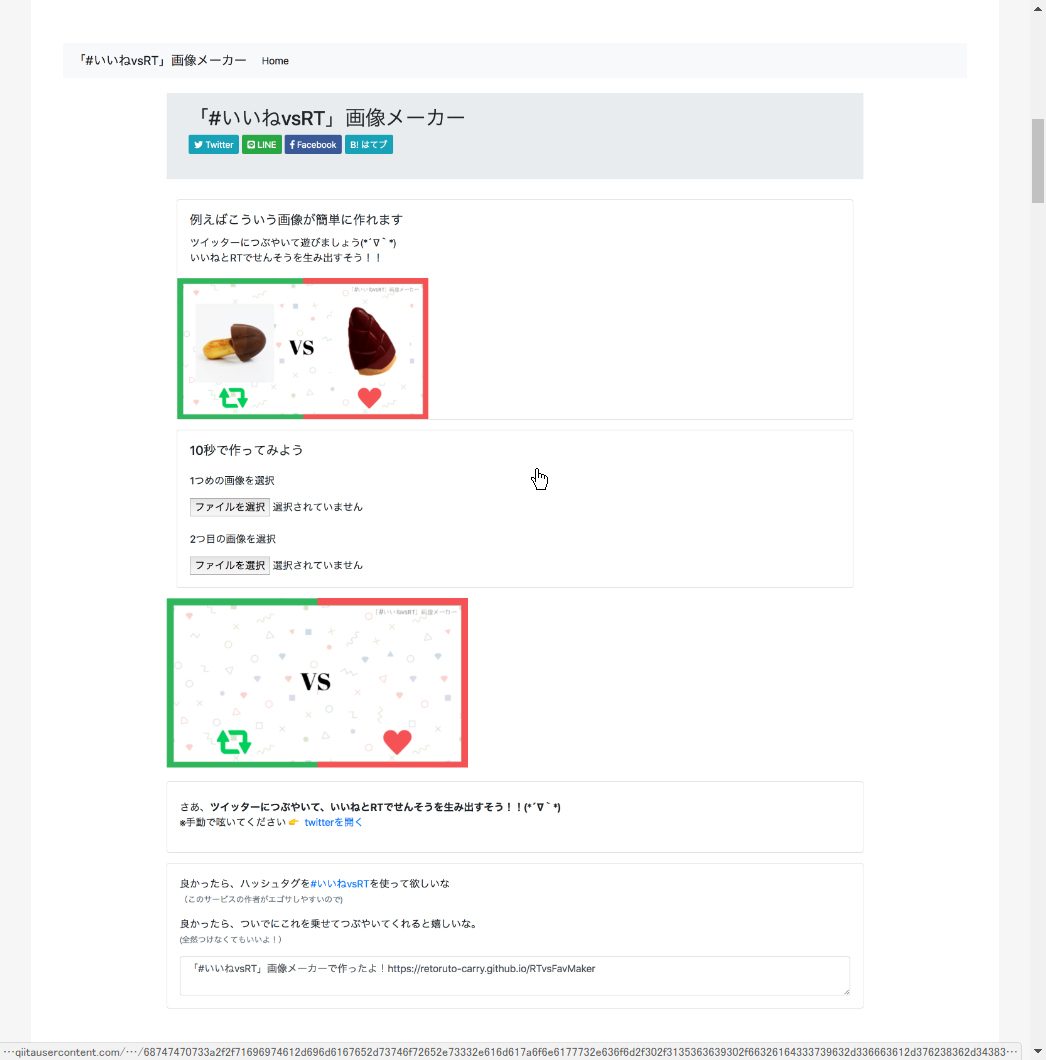 「#いいねvsRT」画像メーカー Home
「#いいねvsRT」画像メーカー
Twitter LINE Facebook B! はてブ
例えばこういう画像が簡単に作れます
ツイッターにつぶやいて遊びましょう(*´∇｀*)
いいねとRTでせんそうを生み出すそう！！
「#いいねvsRT」画像メーカー
VS
10秒で作ってみよう
1つめの画像を選択
ファイルを選択 選択されていません
2つ目の画像を選択
ファイルを選択 選択されていません
「#いいねvsRT」画像メーカー
VS
さあ、ツイッターにつぶやいて、いいねとRTでせんそうを生み出すそう！！(*´∇｀*)
※手動で呟いてください👉 twitterを開く
良かったら、ハッシュタグを#いいねvsRTを使って欲しいな
（このサービスの作者がエゴサしやすいので)
良かったら、ついでにこれを乗せてつぶやいてくれると嬉しいな。
(全然つけなくてもいいよ！)
「#いいねvsRT」画像メーカーで作ったよ！https://retoruto-carry.github.io/RTvsFavMaker